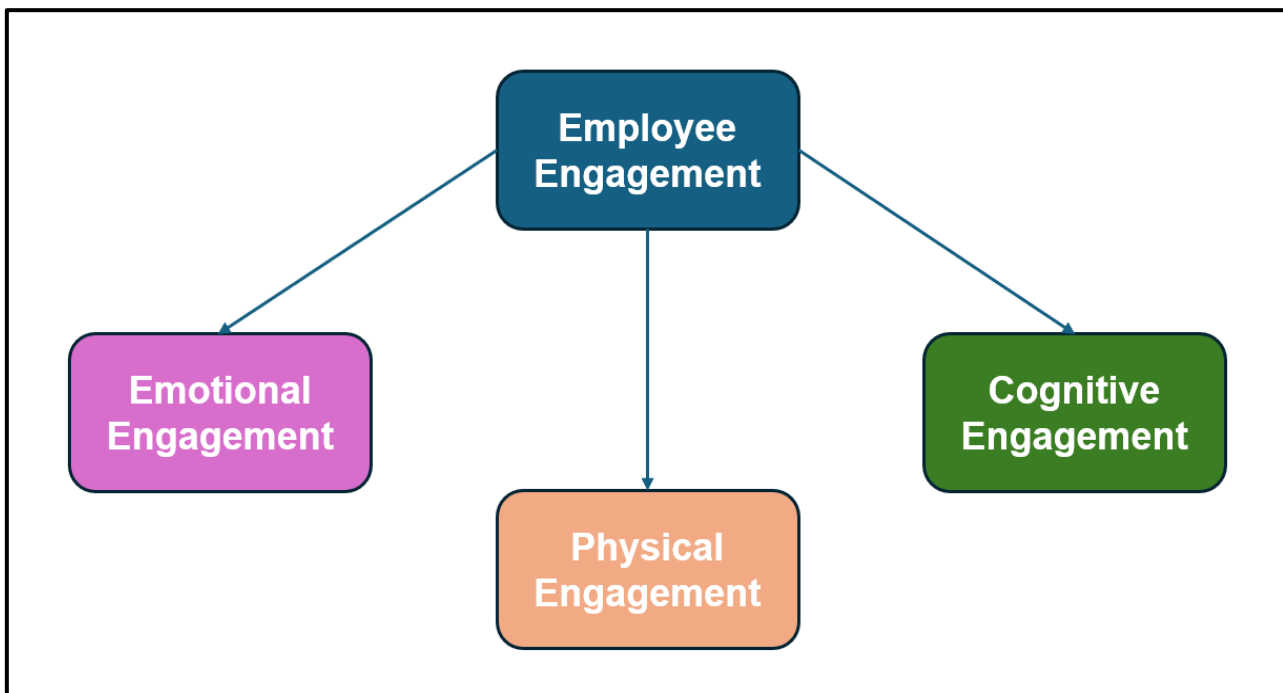 Employee
Engagement
Emotional
Engagement
Cognitive
Engagement
Physical
Engagement